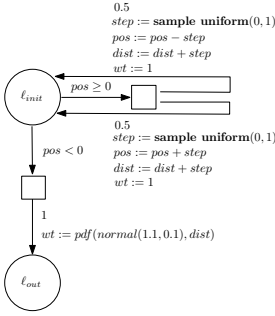 0.5
step := sample uniform(0,1)
pos := pos − step
dist := dist + step
wt := 1
ℓinit
pos ≥ 0
0.5
step := sample uniform(0,1)
pos := pos + step
dist := dist + step
wt := 1
pos < 0
1
wt := pdf(normal(1.1, 0.1), dist)
ℓout